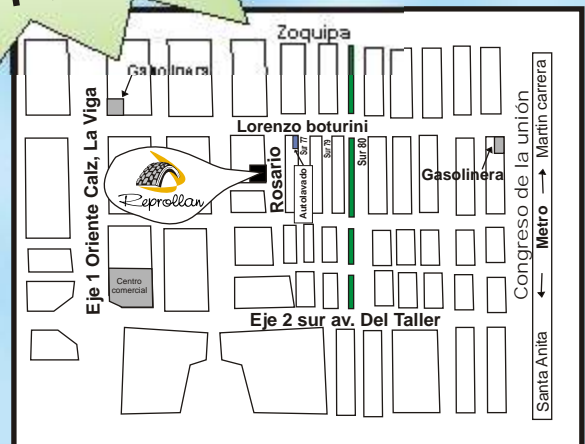 Zoquipa
Gasolinera
Eje 1 Oriente Calz, La Viga
Lorenzo boturini
Rosario
Sur 77
Autolavado
Sur 79
Sur 80
Gasolinera
Reprollan
Centro
comercial
Eje 2 sur av. Del Taller
Congreso de la unión
Santa Anita ← Metro → Martin carrera